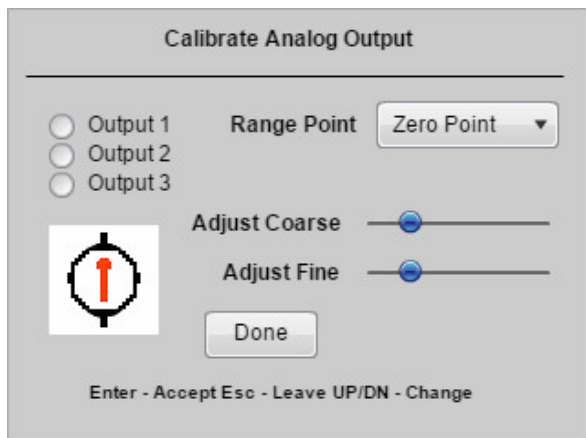 Calibrate Analog Output
Output 1
Range Point
Zero Point
Output 2
Output 3
Adjust Coarse
Adjust Fine
Done
Enter - Accept Esc - Leave UP/DN - Change